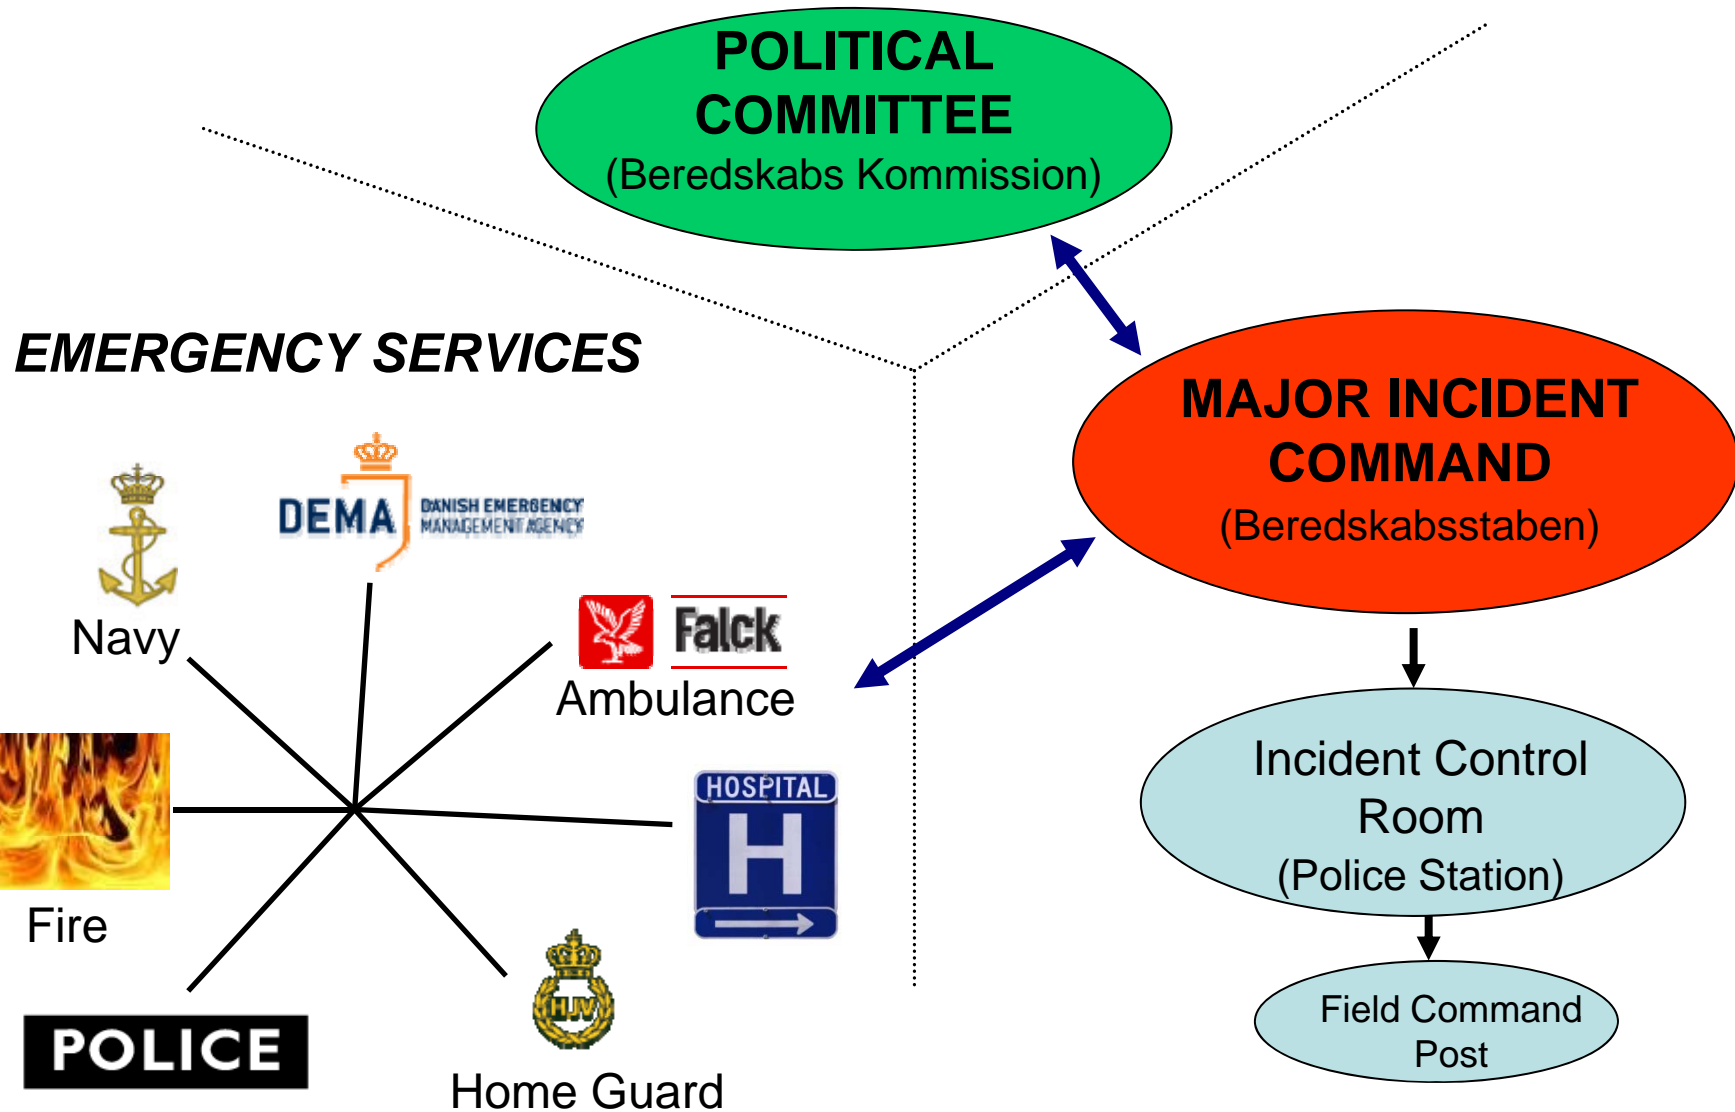 POLITICAL
COMMITTEE
(Beredskabs Kommission)
EMERGENCY SERVICES
MAJOR INCIDENT
COMMAND
(Beredskabsstaben)
DEMA
DANISH EMERGENCY
MANAGEMENT AGENCY
Navy
Falck
Ambulance
HOSPITAL
H
Fire
HJV
POLICE
Home Guard
Incident Control
Room
(Police Station)
Field Command
Post